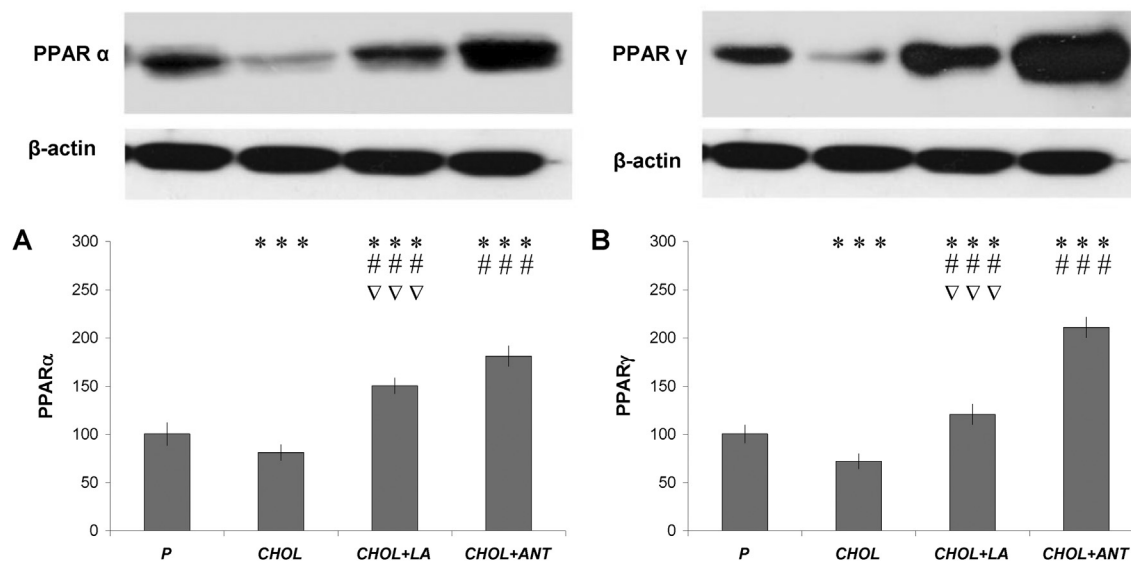 PPAR α
β-actin
PPAR γ
β-actin
A
PPARα
300
250
200
150
100
50
0
* * *
* * *
# # #
∇ ∇ ∇
* * *
# # #
P
CHOL
CHOL+LA
CHOL+ANT
B
PPARγ
300
250
200
150
100
50
0
* * *
* * *
# # #
∇ ∇ ∇
* * *
# # #
P
CHOL
CHOL+LA
CHOL+ANT